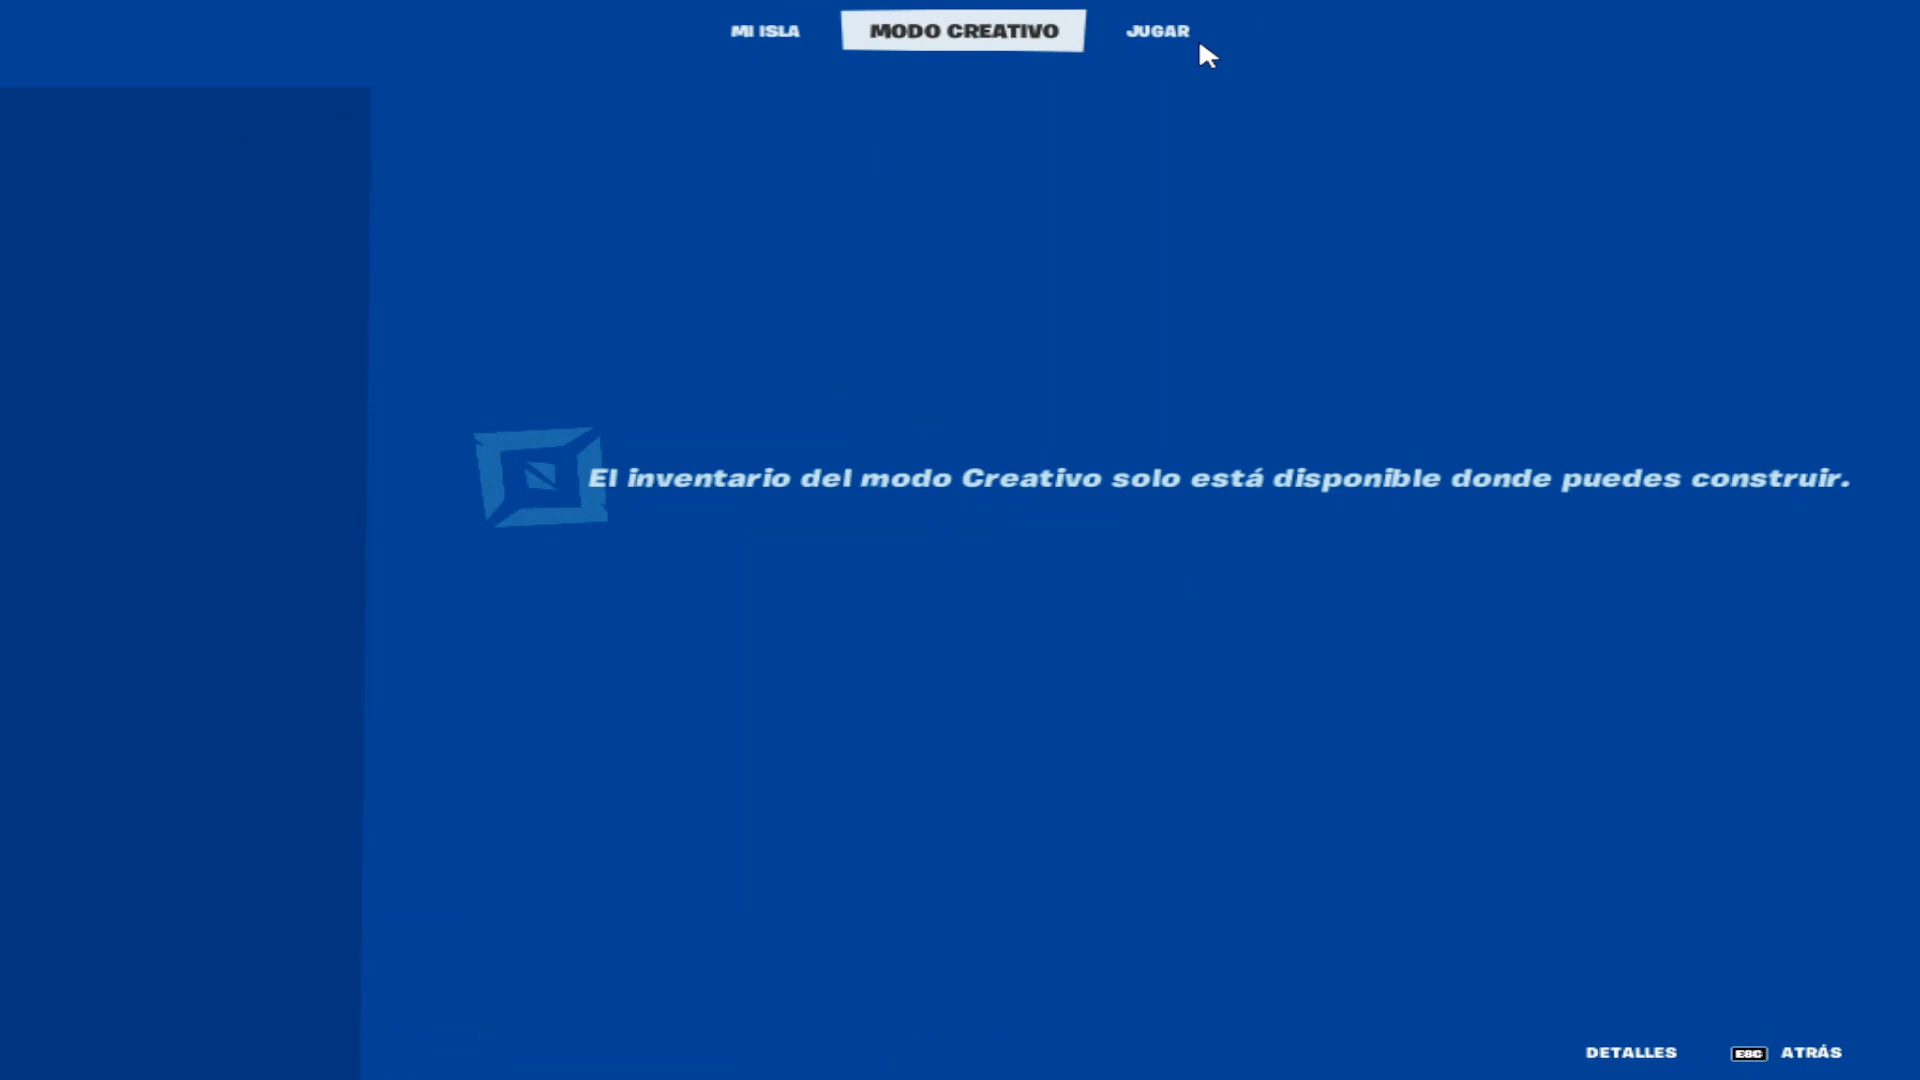 MI ISLA
MODO CREATIVO
JUGAR
El inventario del modo Creativo solo está disponible donde puedes construir.
DETALLES
ESC ATRÁS